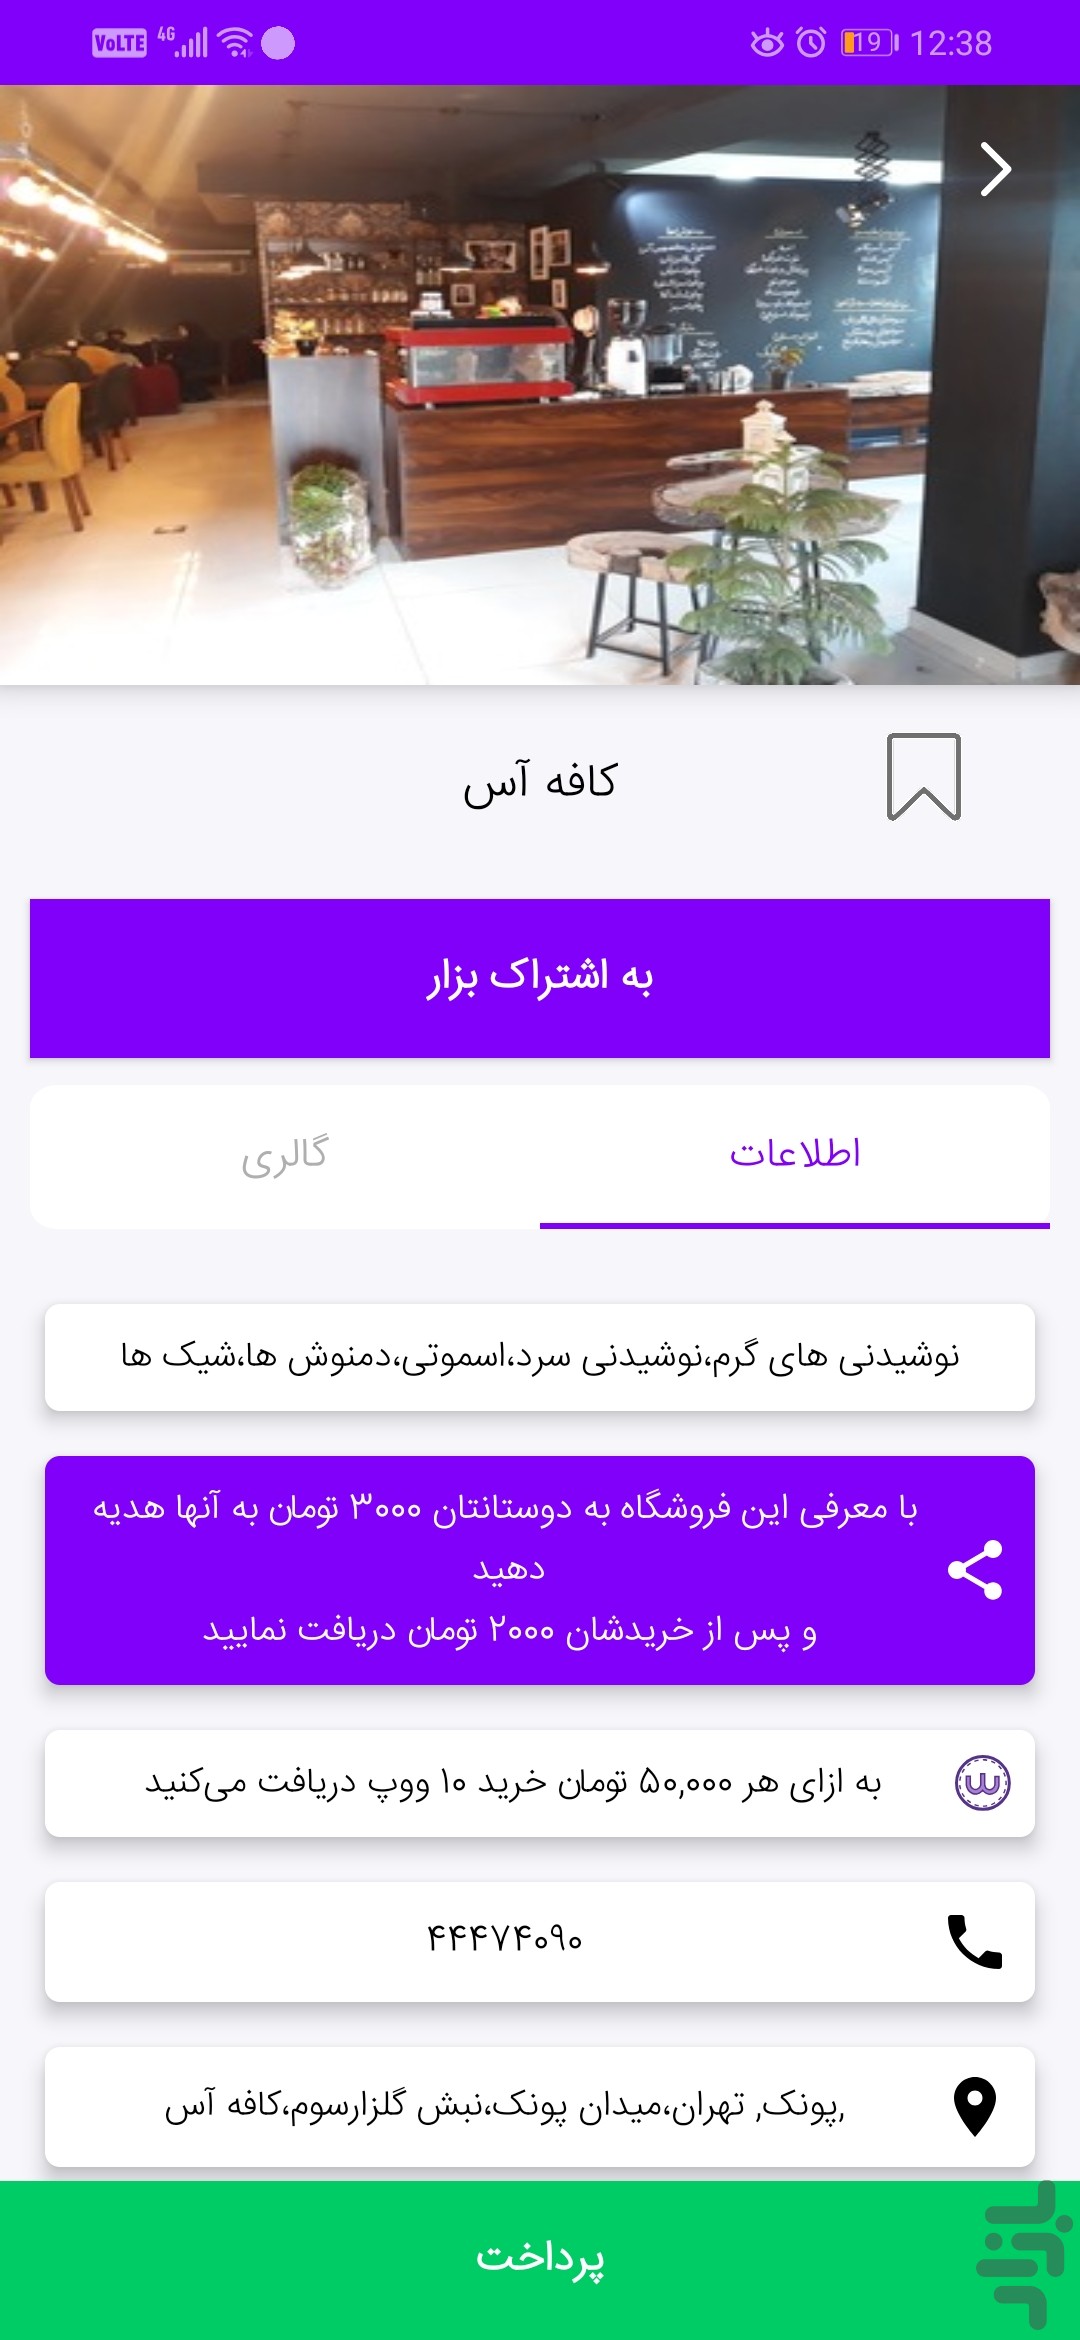 VoLTE 4G 19 12:38
کافه آس
به اشتراک بزار
اطلاعات
گالری
نوشیدنی های گرم،نوشیدنی سرد،اسموتی،دمنوش ها،شیک ها
با معرفی این فروشگاه به دوستانتان ۳۰۰۰ تومان به آنها هدیه
دهید
و پس از خریدشان ۲۰۰۰ تومان دریافت نمایید
به ازای هر ۵۰,۰۰۰ تومان خرید ۱۰ ووپ دریافت می‌کنید
۴۴۴۷۴۰۹۰
,پونک, تهران،میدان پونک،نبش گلزارسوم،کافه آس
پرداخت
بازار